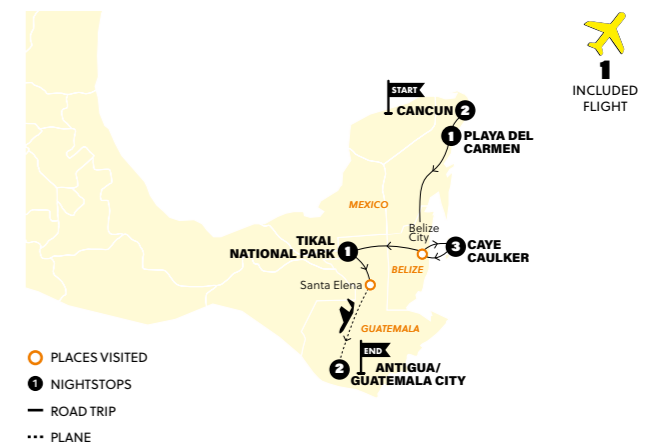 1
INCLUDED
FLIGHT
START
CANCUN 2
1 PLAYA DEL
CARMEN
MEXICO
Belize
City
TIKAL
NATIONAL PARK 1
3 CAYE
CAULKER
BELIZE
Santa Elena
GUATEMALA
END
2 ANTIGUA/
GUATEMALA CITY
PLACES VISITED
1 NIGHTSTOPS
ROAD TRIP
PLANE